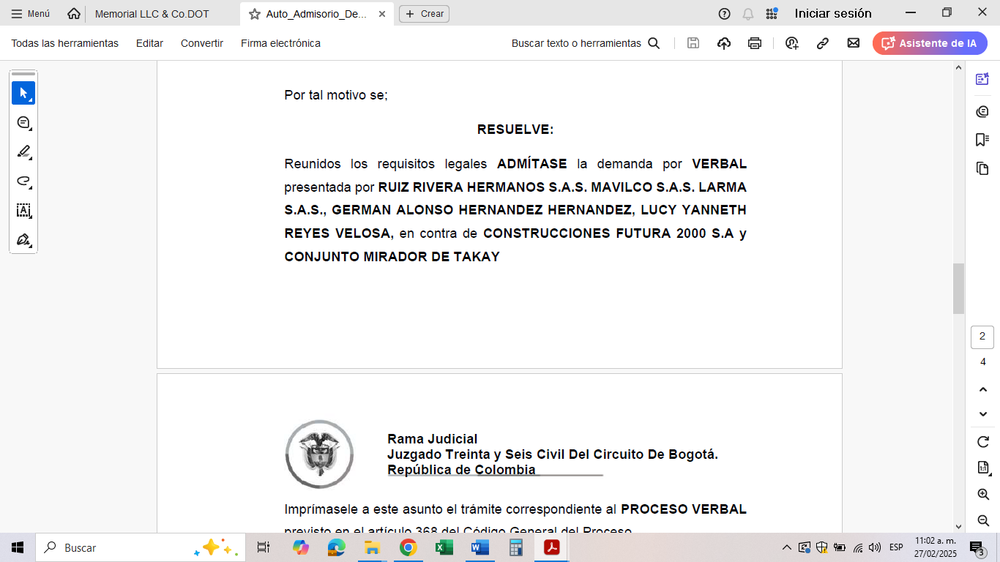 Menú
Memorial LLC & Co.DOT
Auto_Admisorio_De...
Crear
Iniciar sesión
Todas las herramientas
Editar
Convertir
Firma electrónica
Buscar texto o herramientas
Asistente de IA
Por tal motivo se;
RESUELVE:
Reunidos los requisitos legales ADMÍTASE la demanda por VERBAL
presentada por RUIZ RIVERA HERMANOS S.A.S. MAVILCO S.A.S. LARMA
S.A.S., GERMAN ALONSO HERNANDEZ HERNANDEZ, LUCY YANNETH
REYES VELOSA, en contra de CONSTRUCCIONES FUTURA 2000 S.A y
CONJUNTO MIRADOR DE TAKAY
2
4
Rama Judicial
Juzgado Treinta y Seis Civil Del Circuito De Bogotá.
República de Colombia
Imprímasele a este asunto el trámite correspondiente al PROCESO VERBAL
previsto en el artículo 368 del Código General del Proceso
1:1
Buscar
ESP
11:02 a. m.
27/02/2025
3